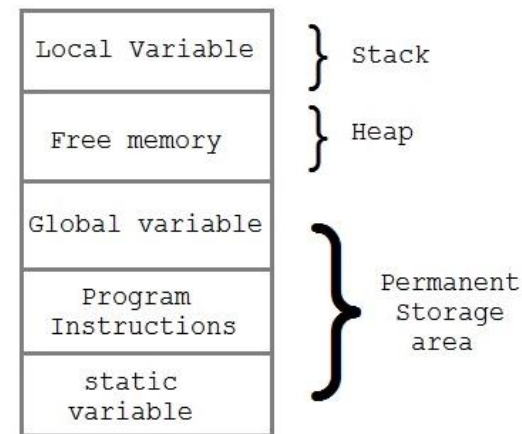 Local Variable
Stack
Free memory
Heap
Global variable
Program
Instructions
static
variable
Permanent
Storage
area